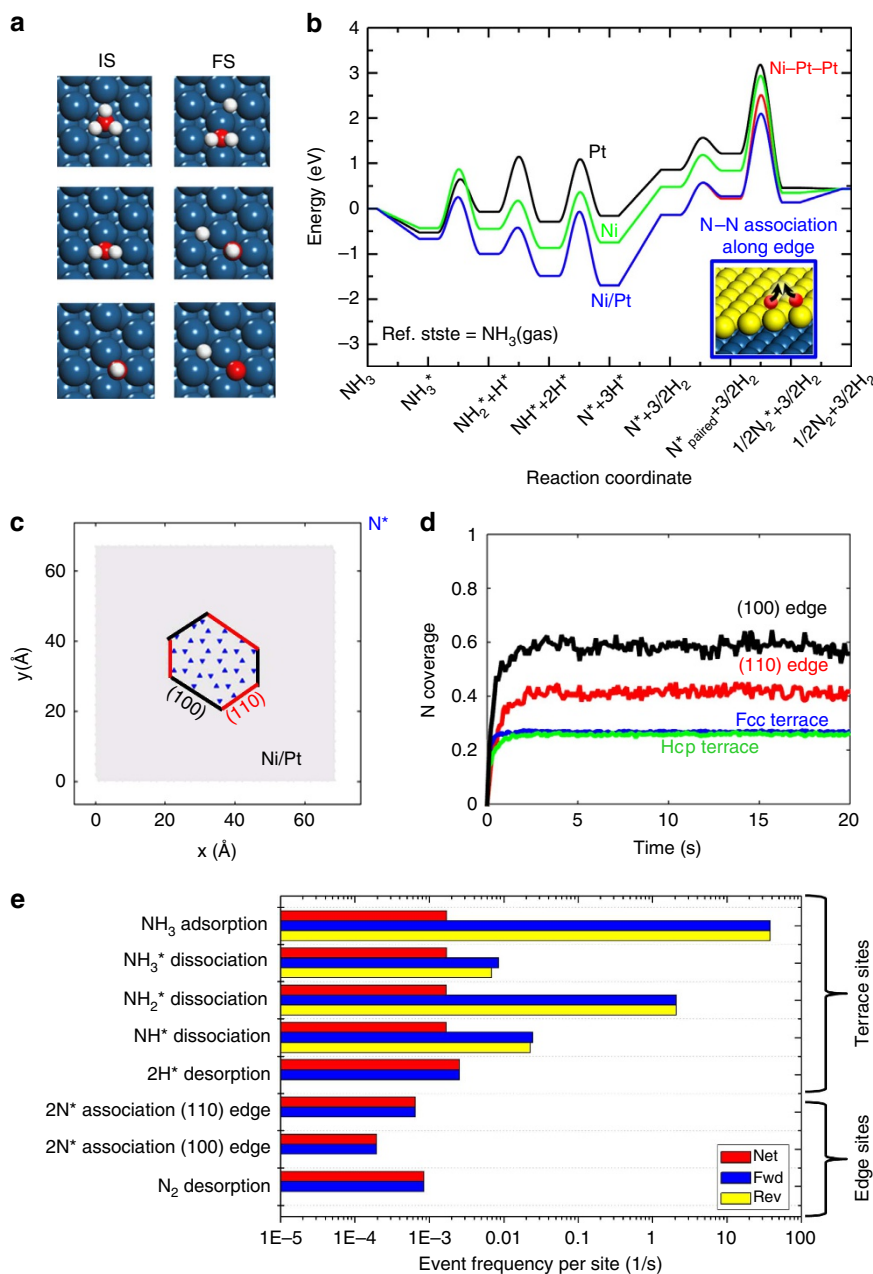 a
IS
FS
b
Energy (eV)
4
3
2
1
0
−1
−2
−3
Ni–Pt–Pt
Pt
Ni
Ni/Pt
N–N association
along edge
Ref. stste = NH3(gas)
NH3
NH3*
NH2*+H*
NH*+2H*
N*+3H*
N*+3/2H2
N*paired+3/2H2
1/2N2*+3/2H2
1/2N2+3/2H2
Reaction coordinate
c
N*
y(Å)
60
40
20
0
(100)
(110)
Ni/Pt
0
20
40
60
x (Å)
d
N coverage
1
0.8
0.6
0.4
0.2
0
(100) edge
(110) edge
Fcc terrace
Hcp terrace
0
5
10
15
20
Time (s)
e
NH3 adsorption
NH3* dissociation
NH2* dissociation
NH* dissociation
2H* desorption
2N* association (110) edge
2N* association (100) edge
N2 desorption
Terrace sites
Edge sites
Net
Fwd
Rev
1E−5
1E−4
1E−3
0.01
0.1
1
10
100
Event frequency per site (1/s)